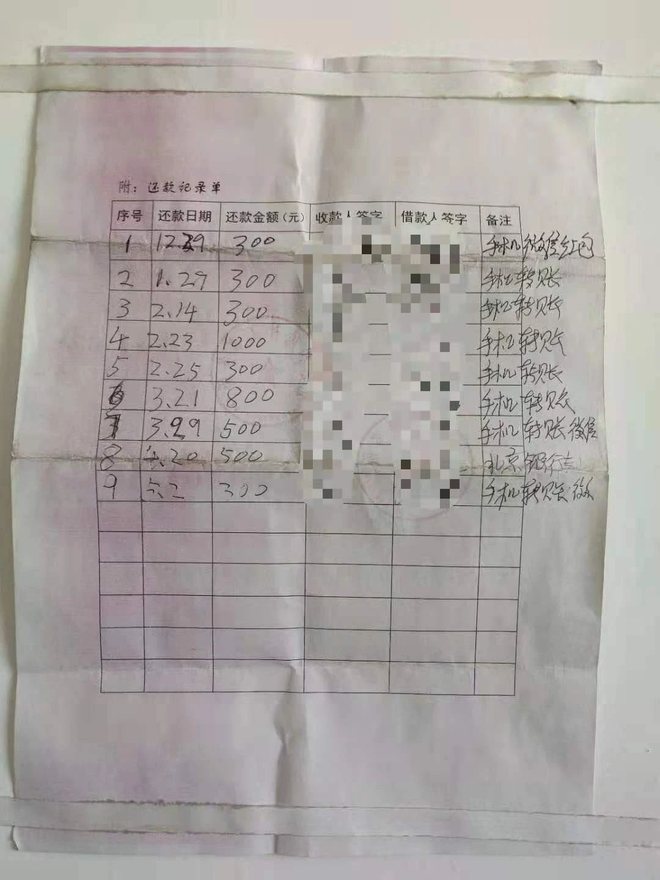 附：还款记录单
序号 还款日期 还款金额（元） 收款人签字 借款人签字 备注
1 12.29 300 手机微信红包
2 1.29 300 手机转账
3 2.14 300 手机转账
4 2.23 1000 手机转账
5 2.25 300 手机转账
6 3.21 800 手机转账
7 3.29 500 手机转账微信
8 4.20 500 北京银行
9 5.2 300 手机转账